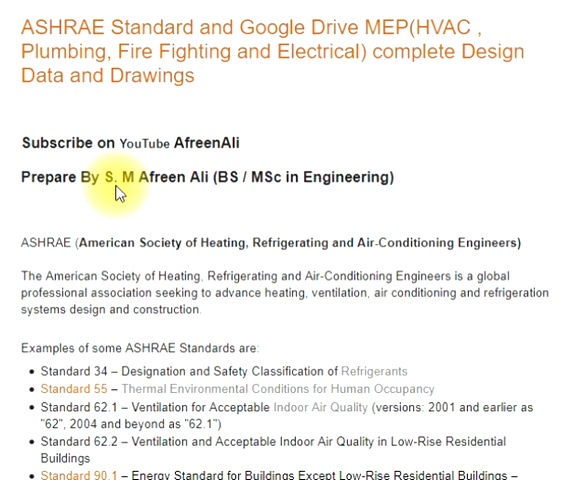 ASHRAE Standard and Google Drive MEP(HVAC ,
Plumbing, Fire Fighting and Electrical) complete Design
Data and Drawings
Subscribe on YouTube AfreenAli
Prepare By S. M Afreen Ali (BS / MSc in Engineering)
ASHRAE (American Society of Heating, Refrigerating and Air-Conditioning Engineers)
The American Society of Heating, Refrigerating and Air-Conditioning Engineers is a global
professional association seeking to advance heating, ventilation, air conditioning and refrigeration
systems design and construction.
Examples of some ASHRAE Standards are:
• Standard 34 – Designation and Safety Classification of Refrigerants
• Standard 55 – Thermal Environmental Conditions for Human Occupancy
• Standard 62.1 – Ventilation for Acceptable Indoor Air Quality (versions: 2001 and earlier as
"62", 2004 and beyond as "62.1")
• Standard 62.2 – Ventilation and Acceptable Indoor Air Quality in Low-Rise Residential
Buildings
• Standard 90.1 – Energy Standard for Buildings Except Low-Rise Residential Buildings –